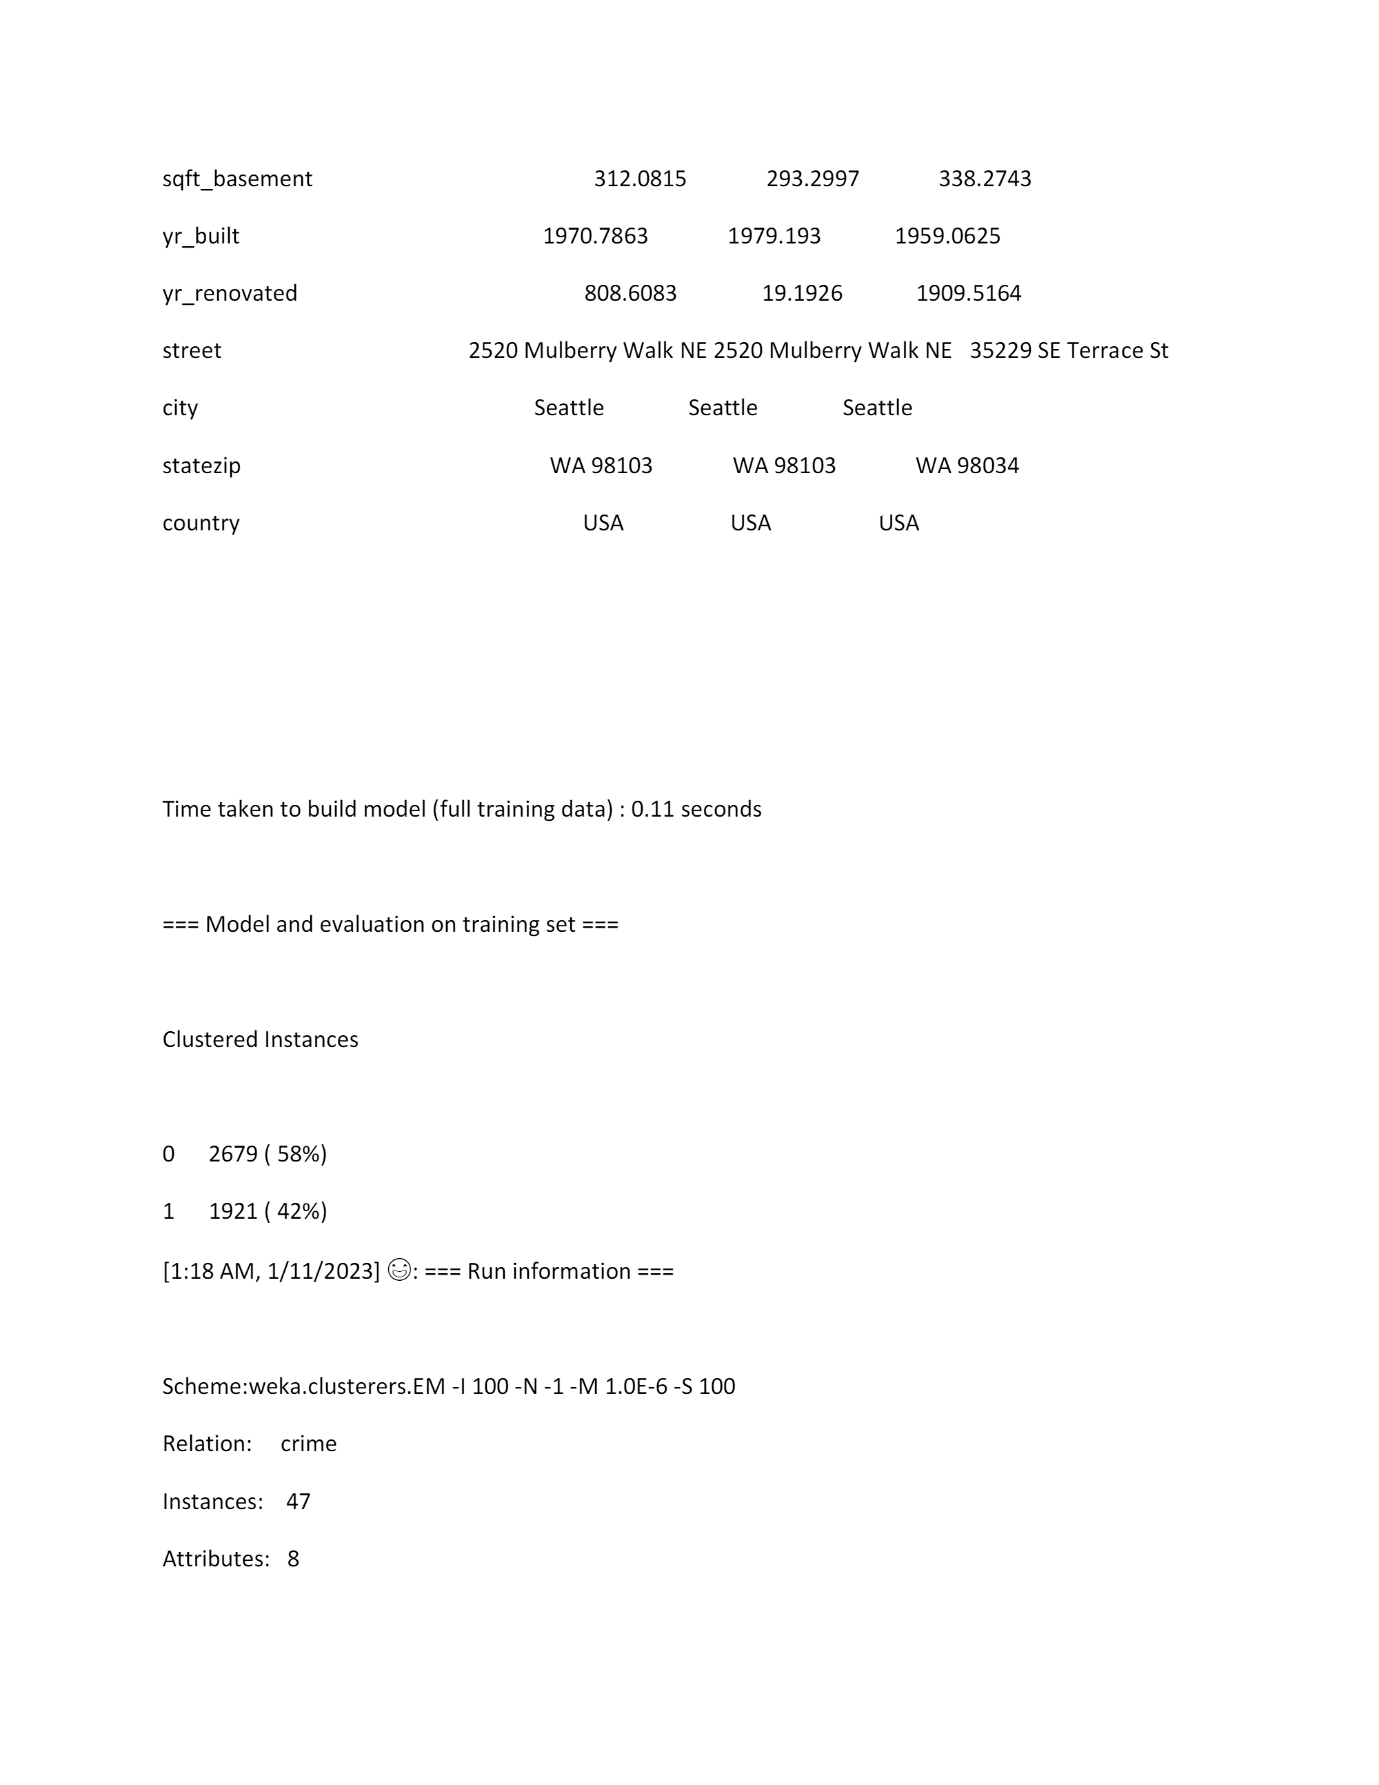 sqft_basement 312.0815 293.2997 338.2743
yr_built 1970.7863 1979.193 1959.0625
yr_renovated 808.6083 19.1926 1909.5164
street 2520 Mulberry Walk NE 2520 Mulberry Walk NE 35229 SE Terrace St
city Seattle Seattle Seattle
statezip WA 98103 WA 98103 WA 98034
country USA USA USA
Time taken to build model (full training data) : 0.11 seconds
=== Model and evaluation on training set ===
Clustered Instances
0 2679 ( 58%)
1 1921 ( 42%)
[1:18 AM, 1/11/2023] 😃: === Run information ===
Scheme:weka.clusterers.EM -I 100 -N -1 -M 1.0E-6 -S 100
Relation: crime
Instances: 47
Attributes: 8